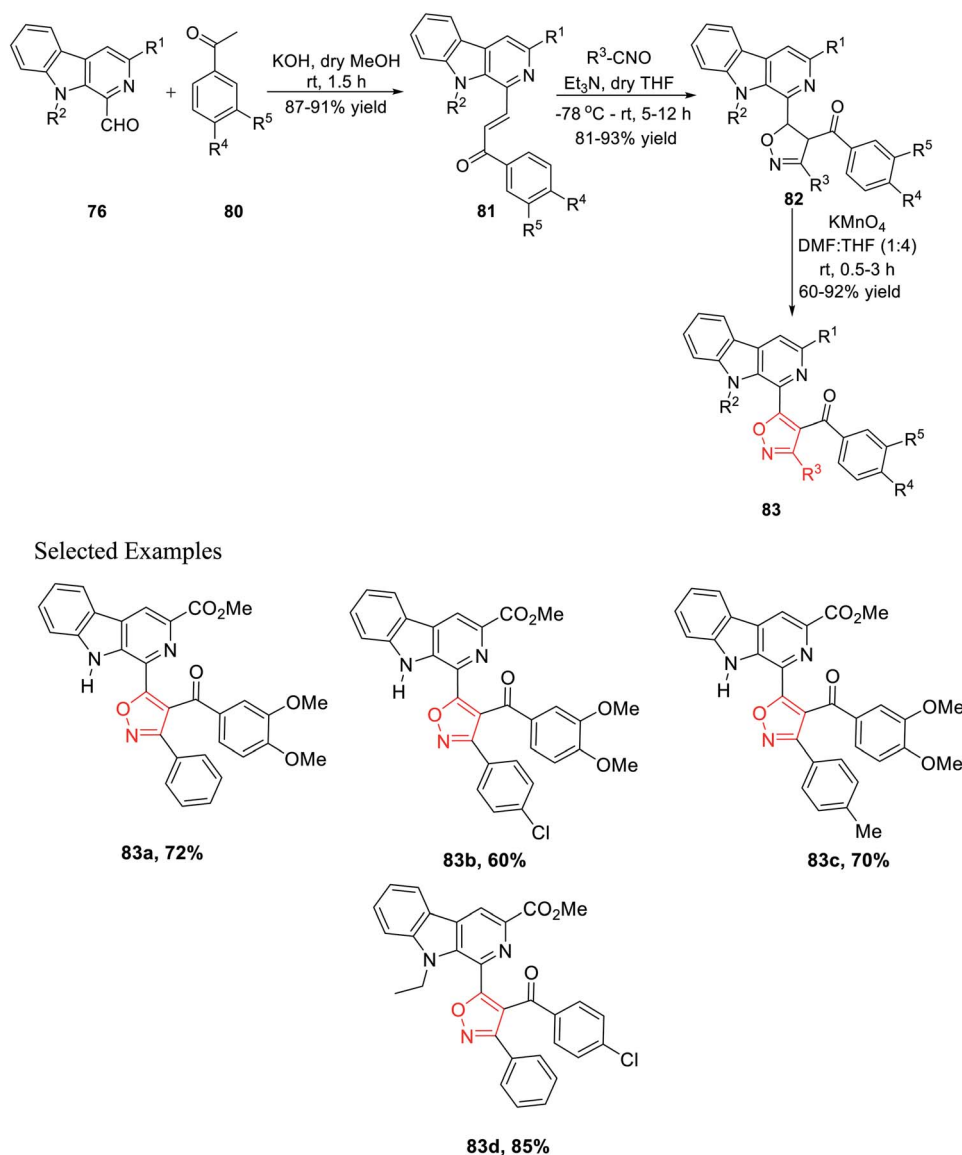 R¹
N
N
R²
CHO
76
+
O
R⁵
R⁴
80
KOH, dry MeOH
rt, 1.5 h
87-91% yield
R¹
N
N
R²
O
R⁴
R⁵
81
R³-CNO
Et₃N, dry THF
-78 ºC - rt, 5-12 h
81-93% yield
R¹
N
N
R²
O
O
N
R³
R⁵
R⁴
82
KMnO₄
DMF:THF (1:4)
rt, 0.5-3 h
60-92% yield
R¹
N
N
R²
O
O
N
R³
R⁵
R⁴
83
Selected Examples
CO₂Me
N
N
H
O
O
N
OMe
OMe
83a, 72%
CO₂Me
N
N
H
O
O
N
OMe
OMe
Cl
83b, 60%
CO₂Me
N
N
H
O
O
N
OMe
OMe
Me
83c, 70%
CO₂Me
N
N
O
O
N
Cl
83d, 85%